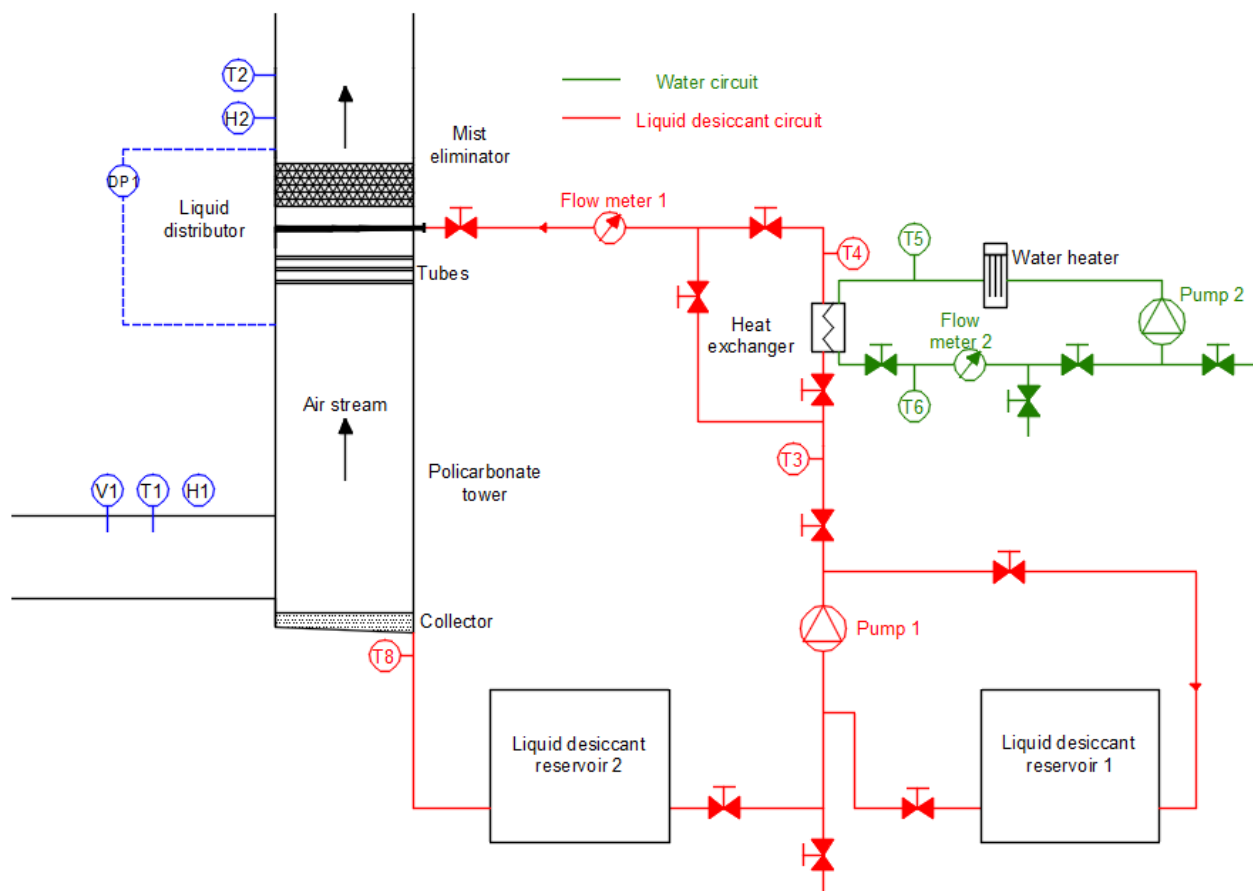 T2
H2
DP1
Liquid
distributor
Mist
eliminator
Tubes
Water circuit
Liquid desiccant circuit
Flow meter 1
T4
T5
Water heater
Pump 2
Flow
meter 2
Heat
exchanger
T6
Air stream
T3
V1
T1
H1
Policarbonate
tower
Collector
T8
Pump 1
Liquid desiccant
reservoir 2
Liquid desiccant
reservoir 1